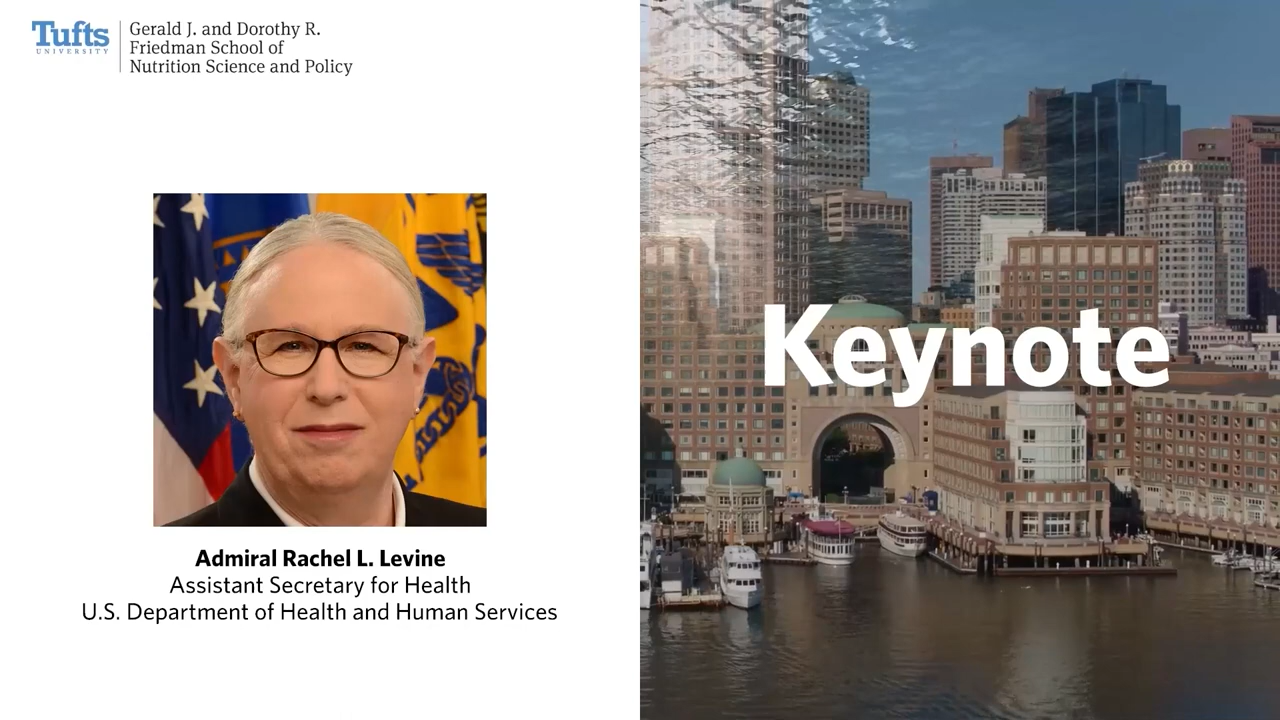 Tufts
UNIVERSITY
Gerald J. and Dorothy R.
Friedman School of
Nutrition Science and Policy
Keynote
Admiral Rachel L. Levine
Assistant Secretary for Health
U.S. Department of Health and Human Services